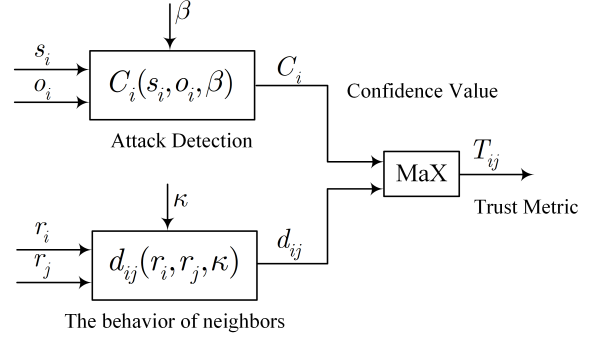 β
s_i
o_i
C_i(s_i,o_i,β)
C_i
Confidence Value
Attack Detection
MaX
T_ij
Trust Metric
κ
r_i
r_j
d_ij(r_i,r_j,κ)
d_ij
The behavior of neighbors